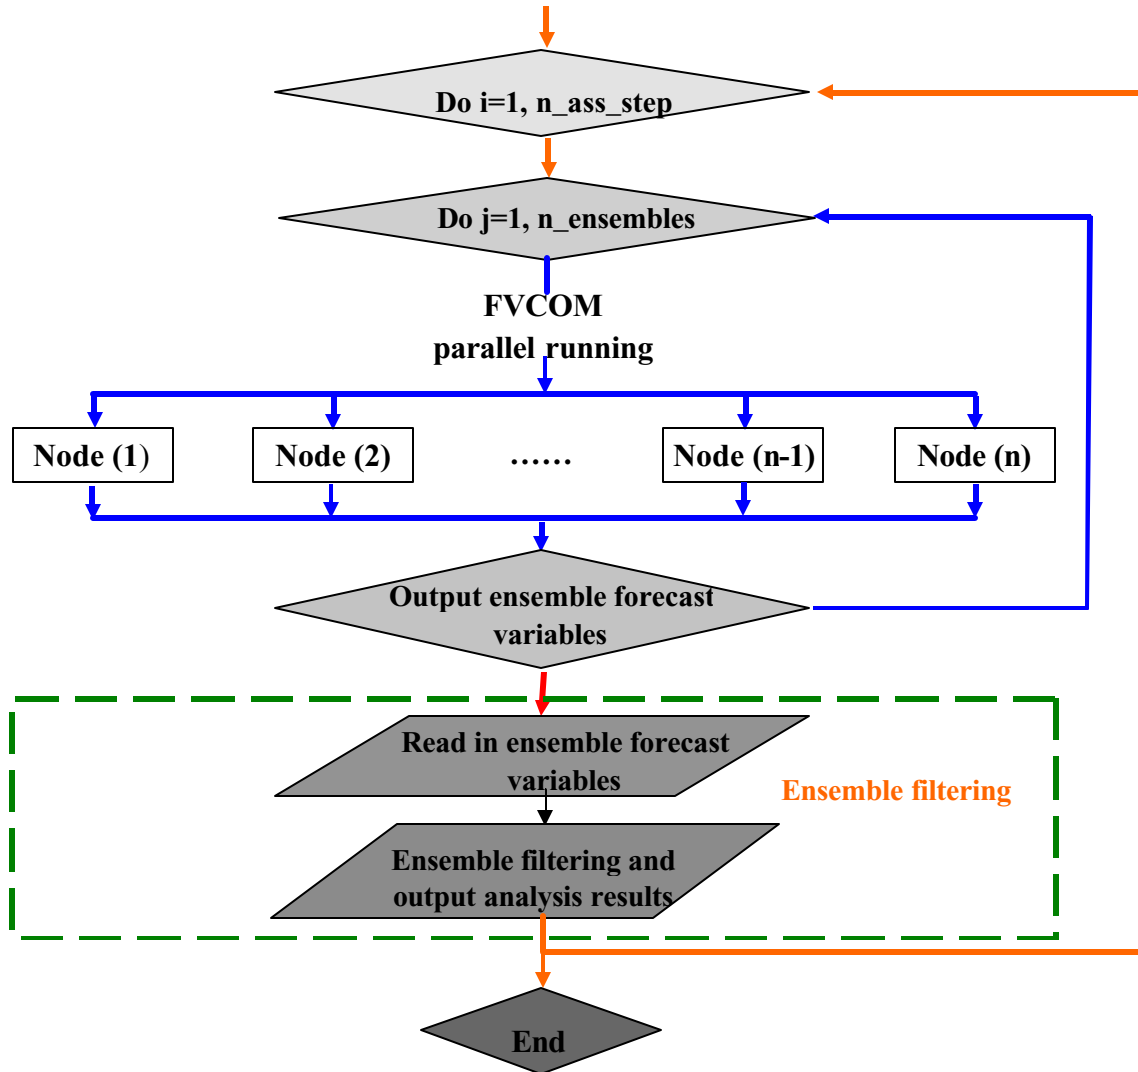 Do i=1, n_ass_step
Do j=1, n_ensembles
FVCOM
parallel running
Node (1)
Node (2)
......
Node (n-1)
Node (n)
Output ensemble forecast
variables
Read in ensemble forecast
variables
Ensemble filtering
Ensemble filtering and
output analysis results
End